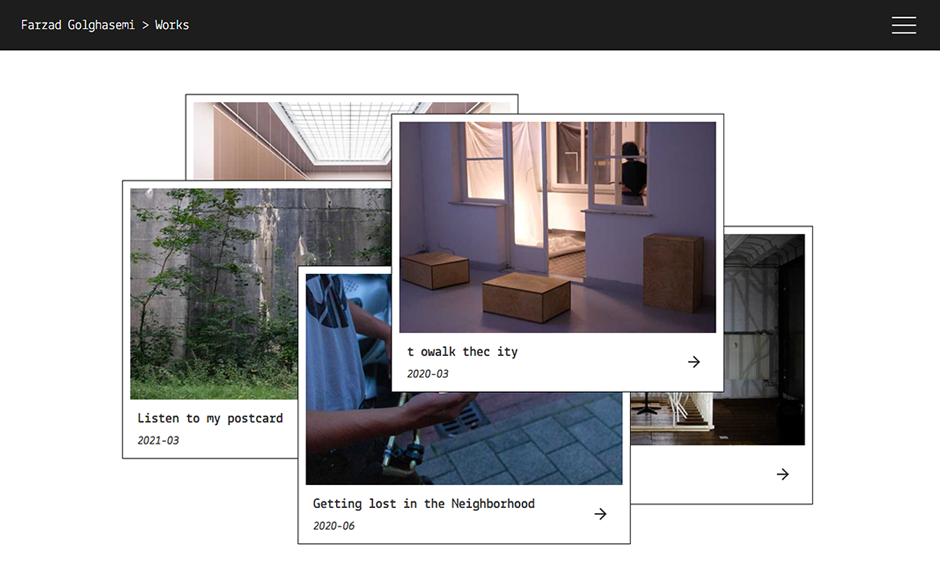 Farzad Golghasemi > Works
t owalk thec ity
2020-03
Listen to my postcard
2021-03
Getting lost in the Neighborhood
2020-06